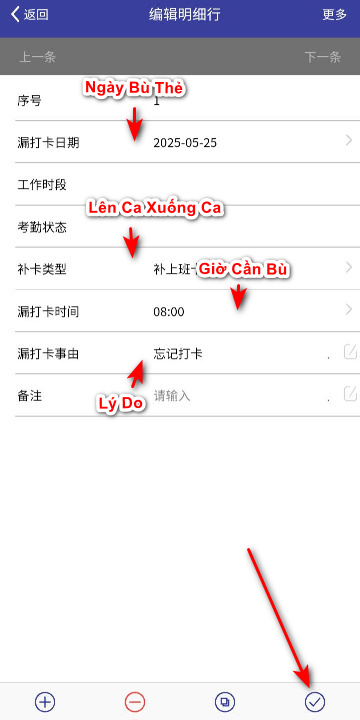 返回 编辑明细行 更多
上一条 下一条
Ngày Bù Thẻ
序号 1
漏打卡日期 2025-05-25
工作时段
Lên Ca Xuống Ca
考勤状态
补卡类型 补上班
Giờ Cần Bù
漏打卡时间 08:00
漏打卡事由 忘记打卡
备注 请输入
Lý Do